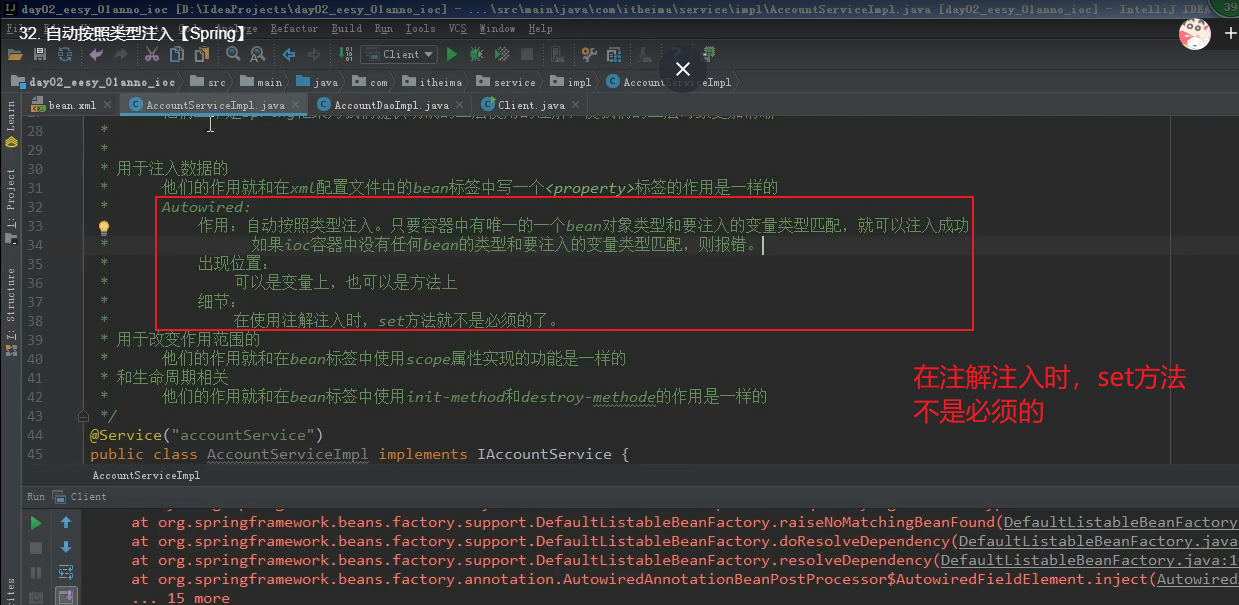 day02_eesy_01anno_ioc [D:\IdeaProjects\day02_eesy_01anno_ioc] - ...\src\main\java\com\itheima\service\impl\AccountServiceImpl.java [day02_eesy_01anno_ioc] - IntelliJ IDEA
39
32. 自动按照类型注入【Spring】
Refactor Build Run Tools VCS Window Help
Client
day02_eesy_01anno_ioc src main java com itheima service impl
bean.xml AccountServiceImpl.java AccountDaoImpl.java Client.java
Learn
1: Project
7: Structure
28 *
29 *
30 * 用于注入数据的
31 * 他们的作用就和在xml配置文件中的bean标签中写一个<property>标签的作用是一样的
32 * Autowired:
33 * 作用：自动按照类型注入。只要容器中有唯一的一个bean对象类型和要注入的变量类型匹配，就可以注入成功
34 * 如果ioc容器中没有任何bean的类型和要注入的变量类型匹配，则报错。
35 * 出现位置：
36 * 可以是变量上，也可以是方法上
37 * 细节：
38 * 在使用注解注入时，set方法就不是必须的了。
39 * 用于改变作用范围的
40 * 他们的作用就和在bean标签中使用scope属性实现的功能是一样的
41 * 和生命周期相关
42 * 他们的作用就和在bean标签中使用init-method和destroy-methode的作用是一样的
43 */
44 @Service("accountService")
45 public class AccountServiceImpl implements IAccountService {
在注解注入时，set方法
不是必须的
AccountServiceImpl
Run Client
at org.springframework.beans.factory.support.DefaultListableBeanFactory.raiseNoMatchingBeanFound(DefaultListableBeanFactory
at org.springframework.beans.factory.support.DefaultListableBeanFactory.doResolveDependency(DefaultListableBeanFactory.java
at org.springframework.beans.factory.support.DefaultListableBeanFactory.resolveDependency(DefaultListableBeanFactory.java:1
at org.springframework.beans.factory.annotation.AutowiredAnnotationBeanPostProcessor$AutowiredFieldElement.inject(Autowired
... 15 more